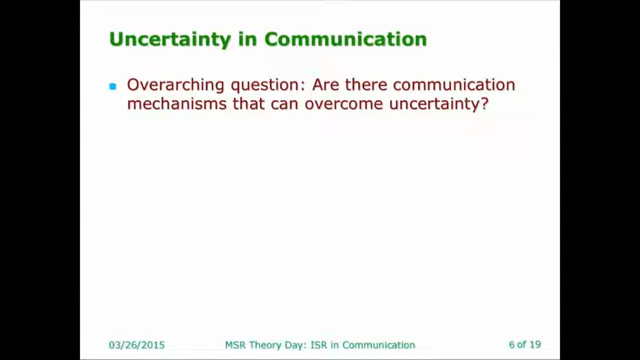 Uncertainty in Communication
Overarching question: Are there communication
mechanisms that can overcome uncertainty?
03/26/2015
MSR Theory Day: ISR in Communication
6 of 19